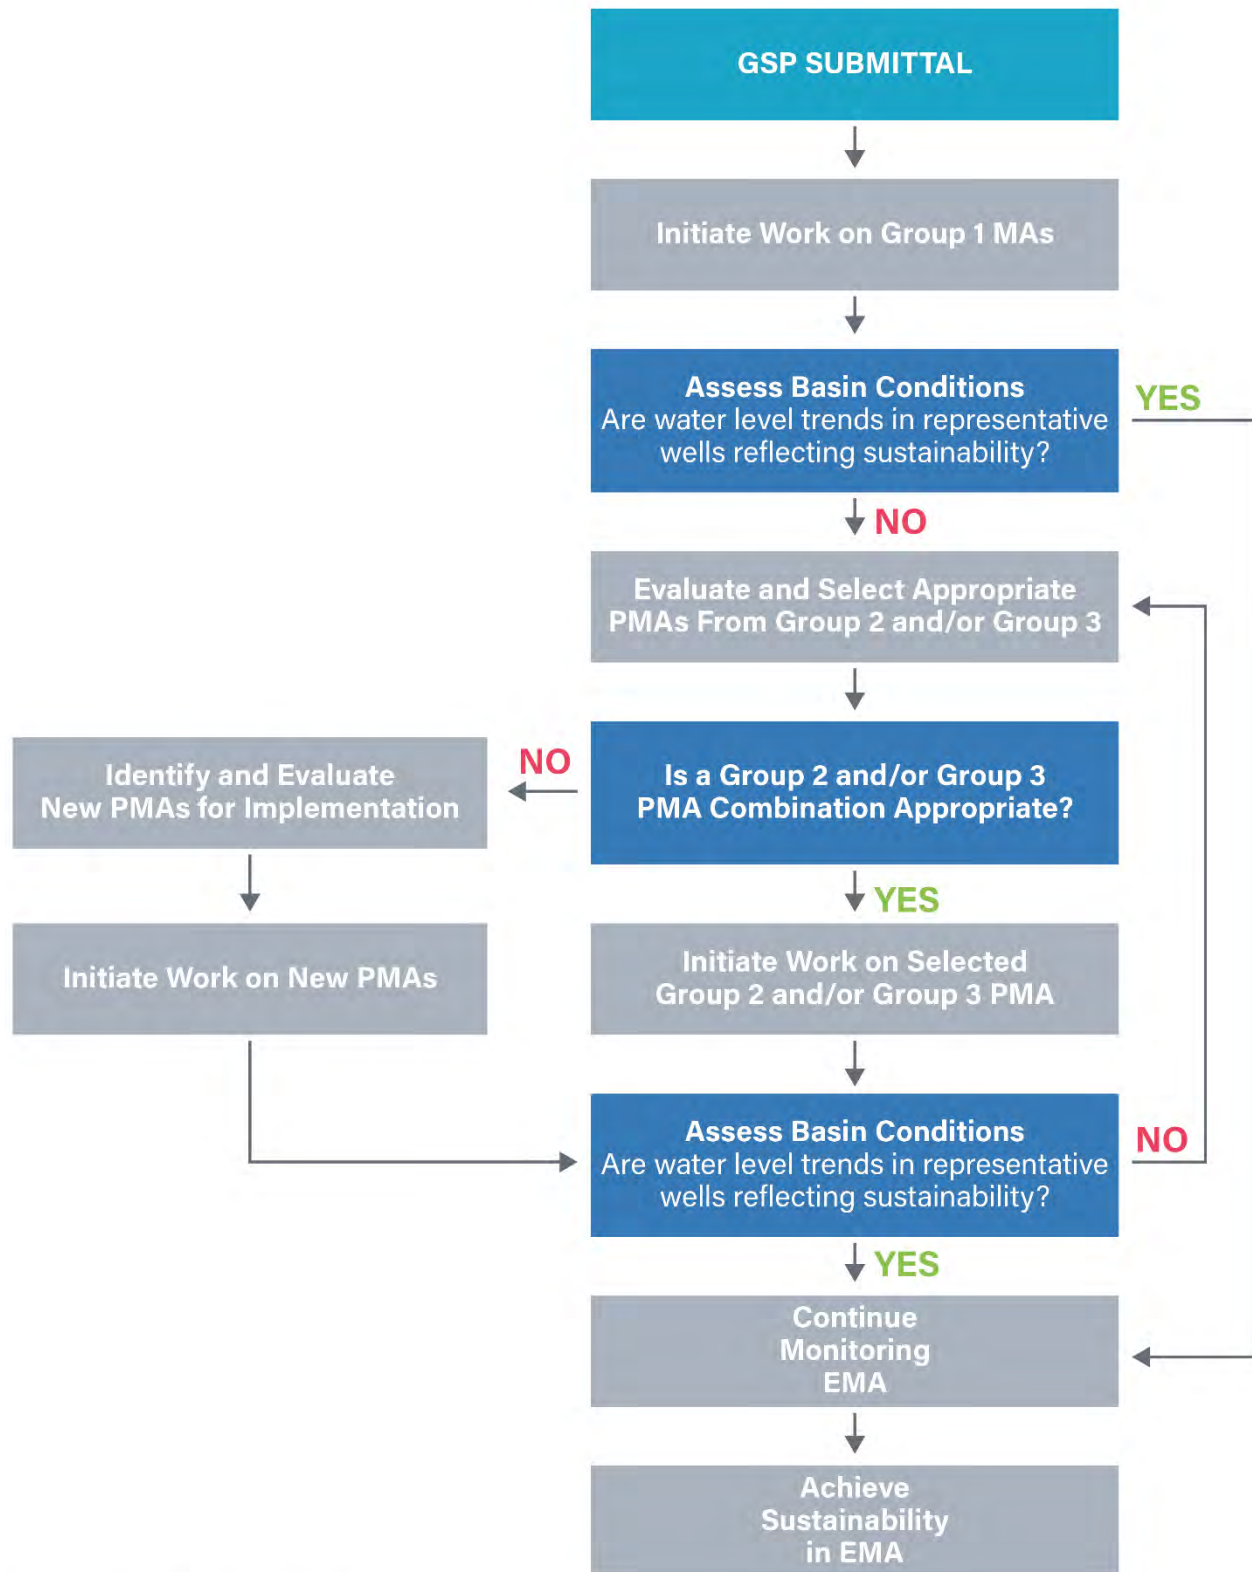 GSP SUBMITTAL
Initiate Work on Group 1 MAs
Assess Basin Conditions
Are water level trends in representative
wells reflecting sustainability?
YES
NO
Evaluate and Select Appropriate
PMAs From Group 2 and/or Group 3
Is a Group 2 and/or Group 3
PMA Combination Appropriate?
NO
Identify and Evaluate
New PMAs for Implementation
Initiate Work on New PMAs
YES
Initiate Work on Selected
Group 2 and/or Group 3 PMA
Assess Basin Conditions
Are water level trends in representative
wells reflecting sustainability?
NO
YES
Continue
Monitoring
EMA
Achieve
Sustainability
in EMA